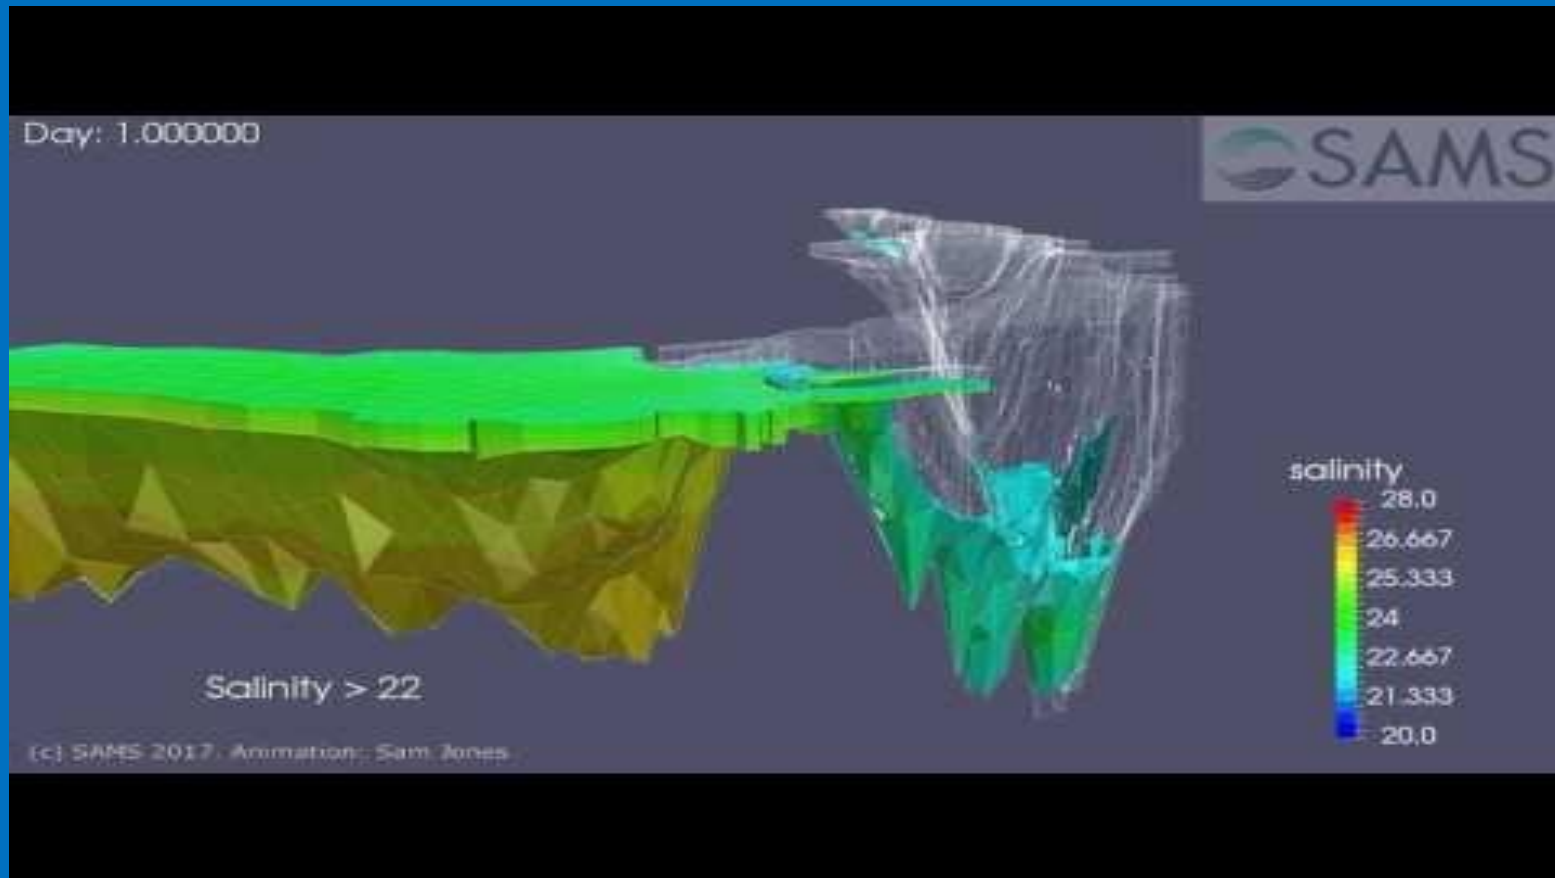 Day: 1.000000
SAMS
salinity
28.0
26.667
25.333
24
22.667
21.333
20.0
Salinity > 22
(c) SAMS 2017. Animation: Sam Jones